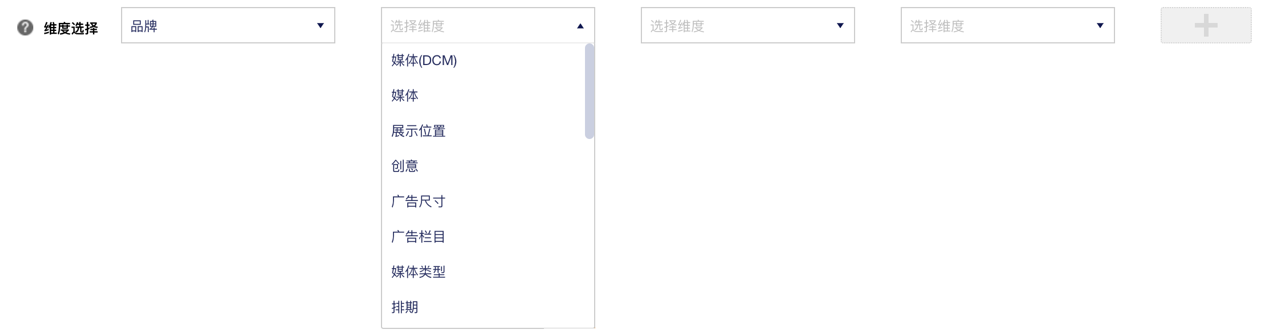 维度选择
品牌
选择维度
选择维度
选择维度
媒体(DCM)
媒体
展示位置
创意
广告尺寸
广告栏目
媒体类型
排期